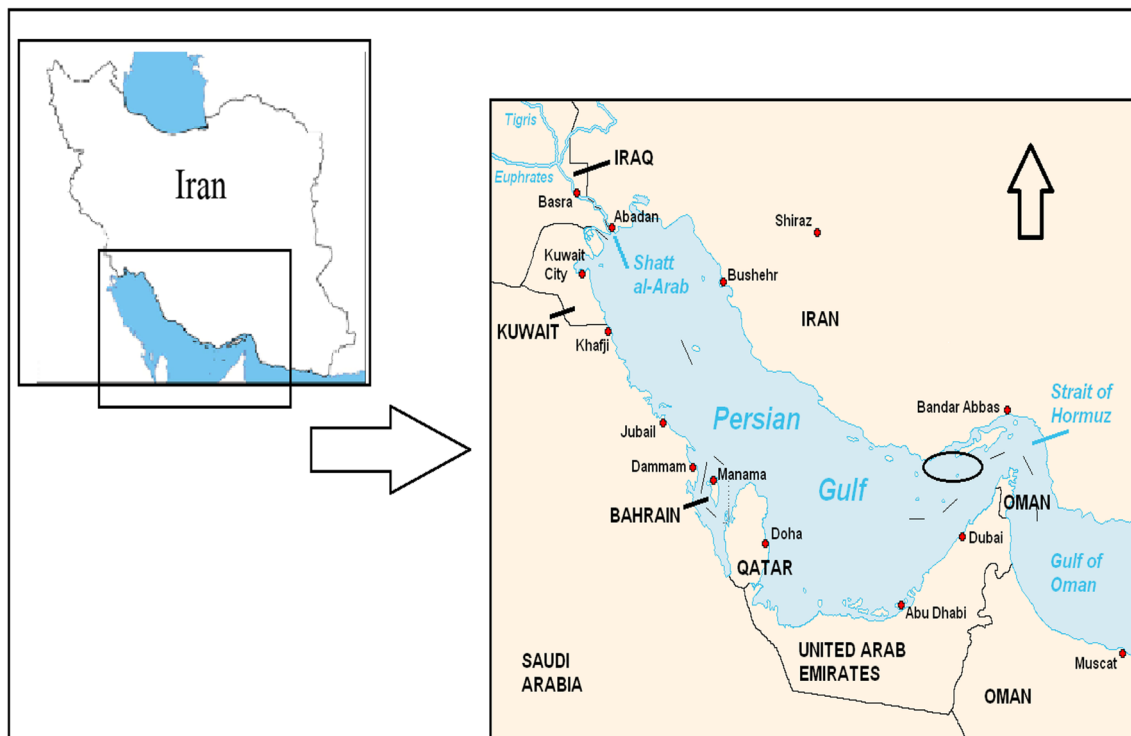 Iran
Tigris
IRAQ
Euphrates
Basra
Abadan
Shiraz
Kuwait
City
Shatt
al-Arab
Bushehr
KUWAIT
IRAN
Khafji
Strait of
Hormuz
Bandar Abbas
Persian
Jubail
Dammam
Manama
Gulf
OMAN
BAHRAIN
Doha
Dubai
QATAR
Gulf of
Oman
Abu Dhabi
UNITED ARAB
EMIRATES
Muscat
SAUDI
ARABIA
OMAN